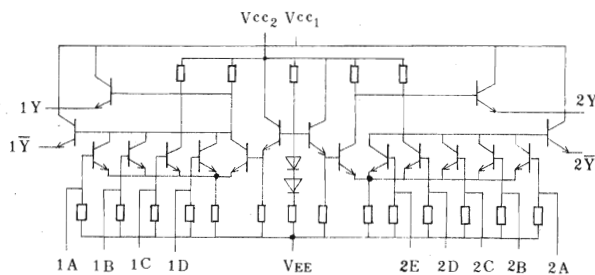 Vcc₂ Vcc₁
1Y
2Y
1Y̅
2Y̅
1A 1B 1C 1D VEE 2E 2D 2C 2B 2A